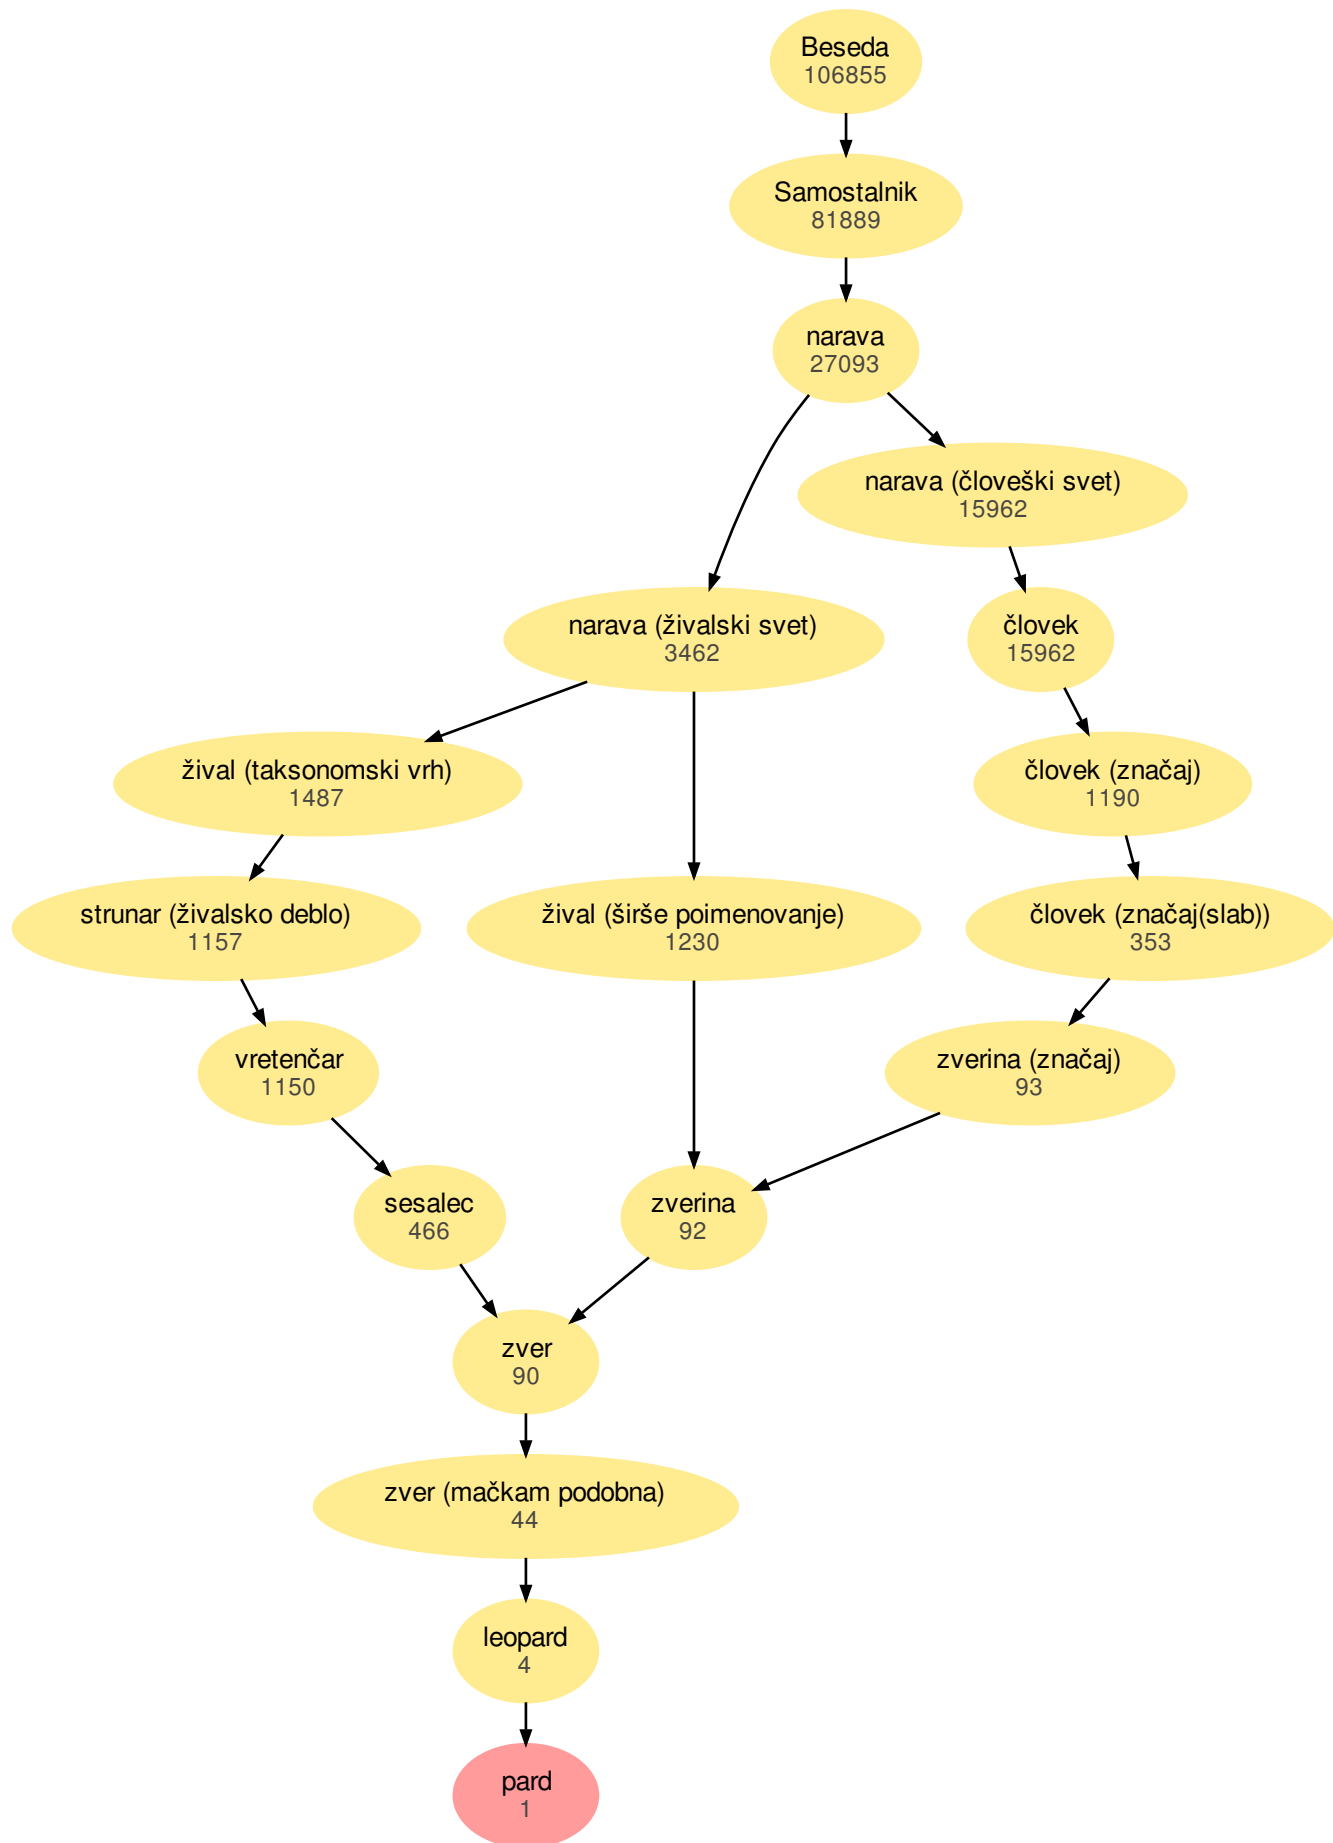 Beseda
106855
Samostalnik
81889
narava
27093
narava (človeški svet)
15962
narava (živalski svet)
3462
človek
15962
žival (taksonomski vrh)
1487
človek (značaj)
1190
strunar (živalsko deblo)
1157
žival (širše poimenovanje)
1230
človek (značaj(slab))
353
vretenčar
1150
zverina (značaj)
93
sesalec
466
zverina
92
zver
90
zver (mačkam podobna)
44
leopard
4
pard
1